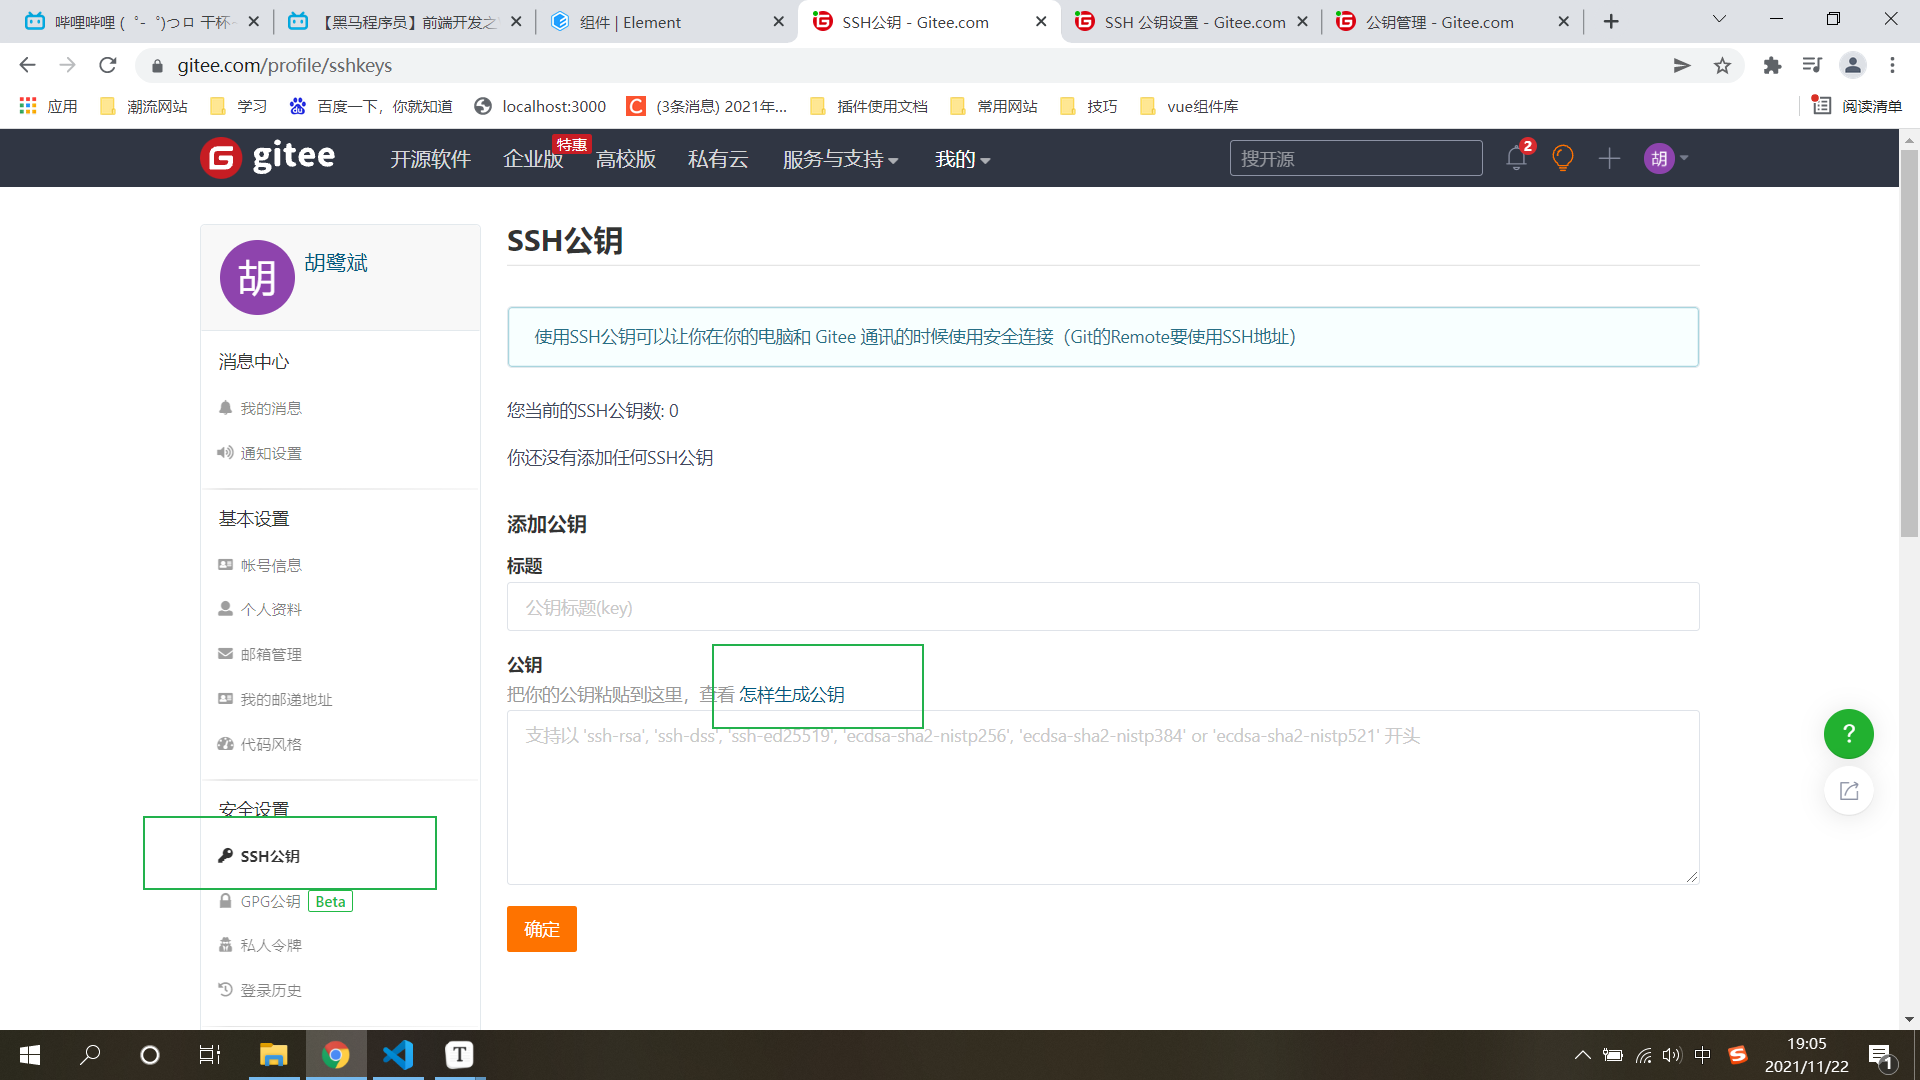 哔哩哔哩 (゜-゜)つロ 干杯~
【黑马程序员】前端开发之
组件 | Element
SSH公钥 - Gitee.com
SSH 公钥设置 - Gitee.com
公钥管理 - Gitee.com
gitee.com/profile/sshkeys
应用
潮流网站
学习
百度一下，你就知道
localhost:3000
(3条消息) 2021年...
插件使用文档
常用网站
技巧
vue组件库
阅读清单
gitee
开源软件
企业版
特惠
高校版
私有云
服务与支持
我的
搜开源
2
胡
胡
胡鹭斌
消息中心
我的消息
通知设置
基本设置
帐号信息
个人资料
邮箱管理
我的邮递地址
代码风格
安全设置
SSH公钥
GPG公钥 Beta
私人令牌
登录历史
SSH公钥
使用SSH公钥可以让你在你的电脑和 Gitee 通讯的时候使用安全连接（Git的Remote要使用SSH地址）
您当前的SSH公钥数: 0
你还没有添加任何SSH公钥
添加公钥
标题
公钥标题(key)
公钥
把你的公钥粘贴到这里，查看 怎样生成公钥
支持以 'ssh-rsa', 'ssh-dss', 'ssh-ed25519', 'ecdsa-sha2-nistp256', 'ecdsa-sha2-nistp384' or 'ecdsa-sha2-nistp521' 开头
确定
?
T
中
19:05
2021/11/22
1